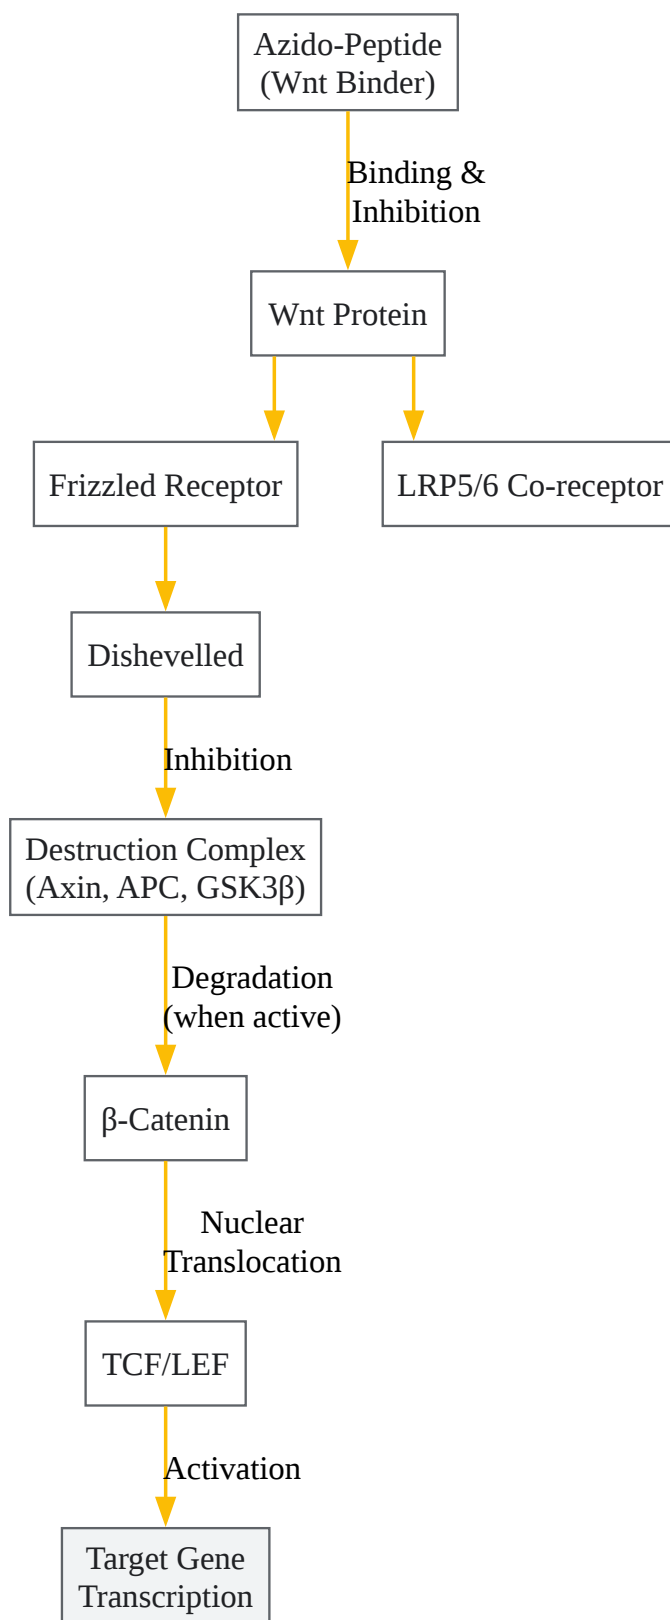 Azido-Peptide
(Wnt Binder)
Binding &
Inhibition
Wnt Protein
Frizzled Receptor
LRP5/6 Co-receptor
Dishevelled
Inhibition
Destruction Complex
(Axin, APC, GSK3β)
Degradation
(when active)
β-Catenin
Nuclear
Translocation
TCF/LEF
Activation
Target Gene
Transcription